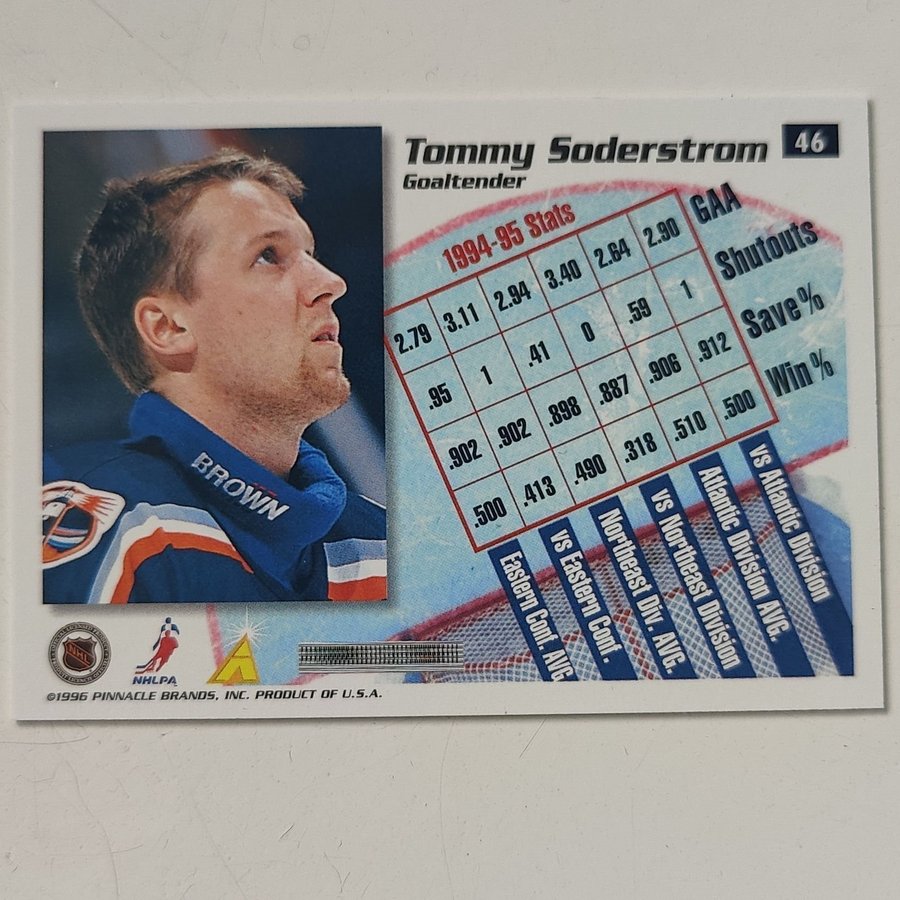 Tommy Soderstrom 46
Goaltender
1994-95 Stats
2.79 3.11 2.94 3.40 2.64 2.90 GAA
.95 1 .41 0 .59 1 Shutouts
.902 .902 .898 .887 .906 .912 Save%
.500 .413 .490 .318 .510 .500 Win%
Eastern Conf. AVG.
vs Eastern Conf.
Northeast Div. AVG.
vs Northeast Division
Atlantic Division AVG.
vs Atlantic Division
BROWN
NHL
NHLPA
©1996 PINNACLE BRANDS, INC. PRODUCT OF U.S.A.